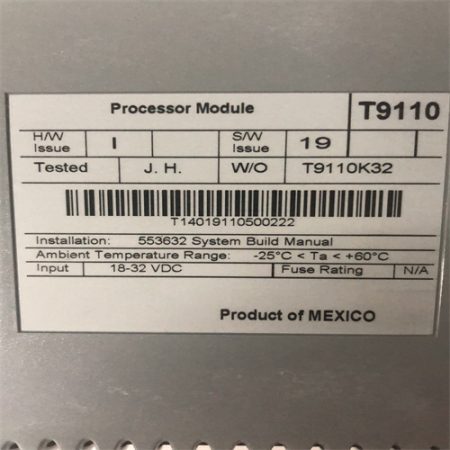 Processor Module T9110
H/W Issue I S/W Issue 19
Tested J. H. W/O T9110K32
T14019110500222
Installation: 553632 System Build Manual
Ambient Temperature Range: -25°C < Ta < +60°C
Input 18-32 VDC Fuse Rating N/A
Product of MEXICO